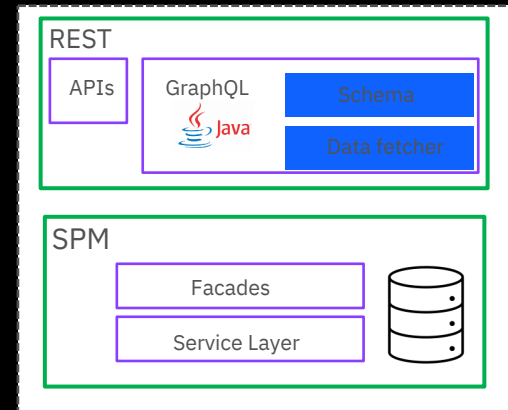 REST
APIs
GraphQL
Java
Schema
Data fetcher
SPM
Facades
Service Layer